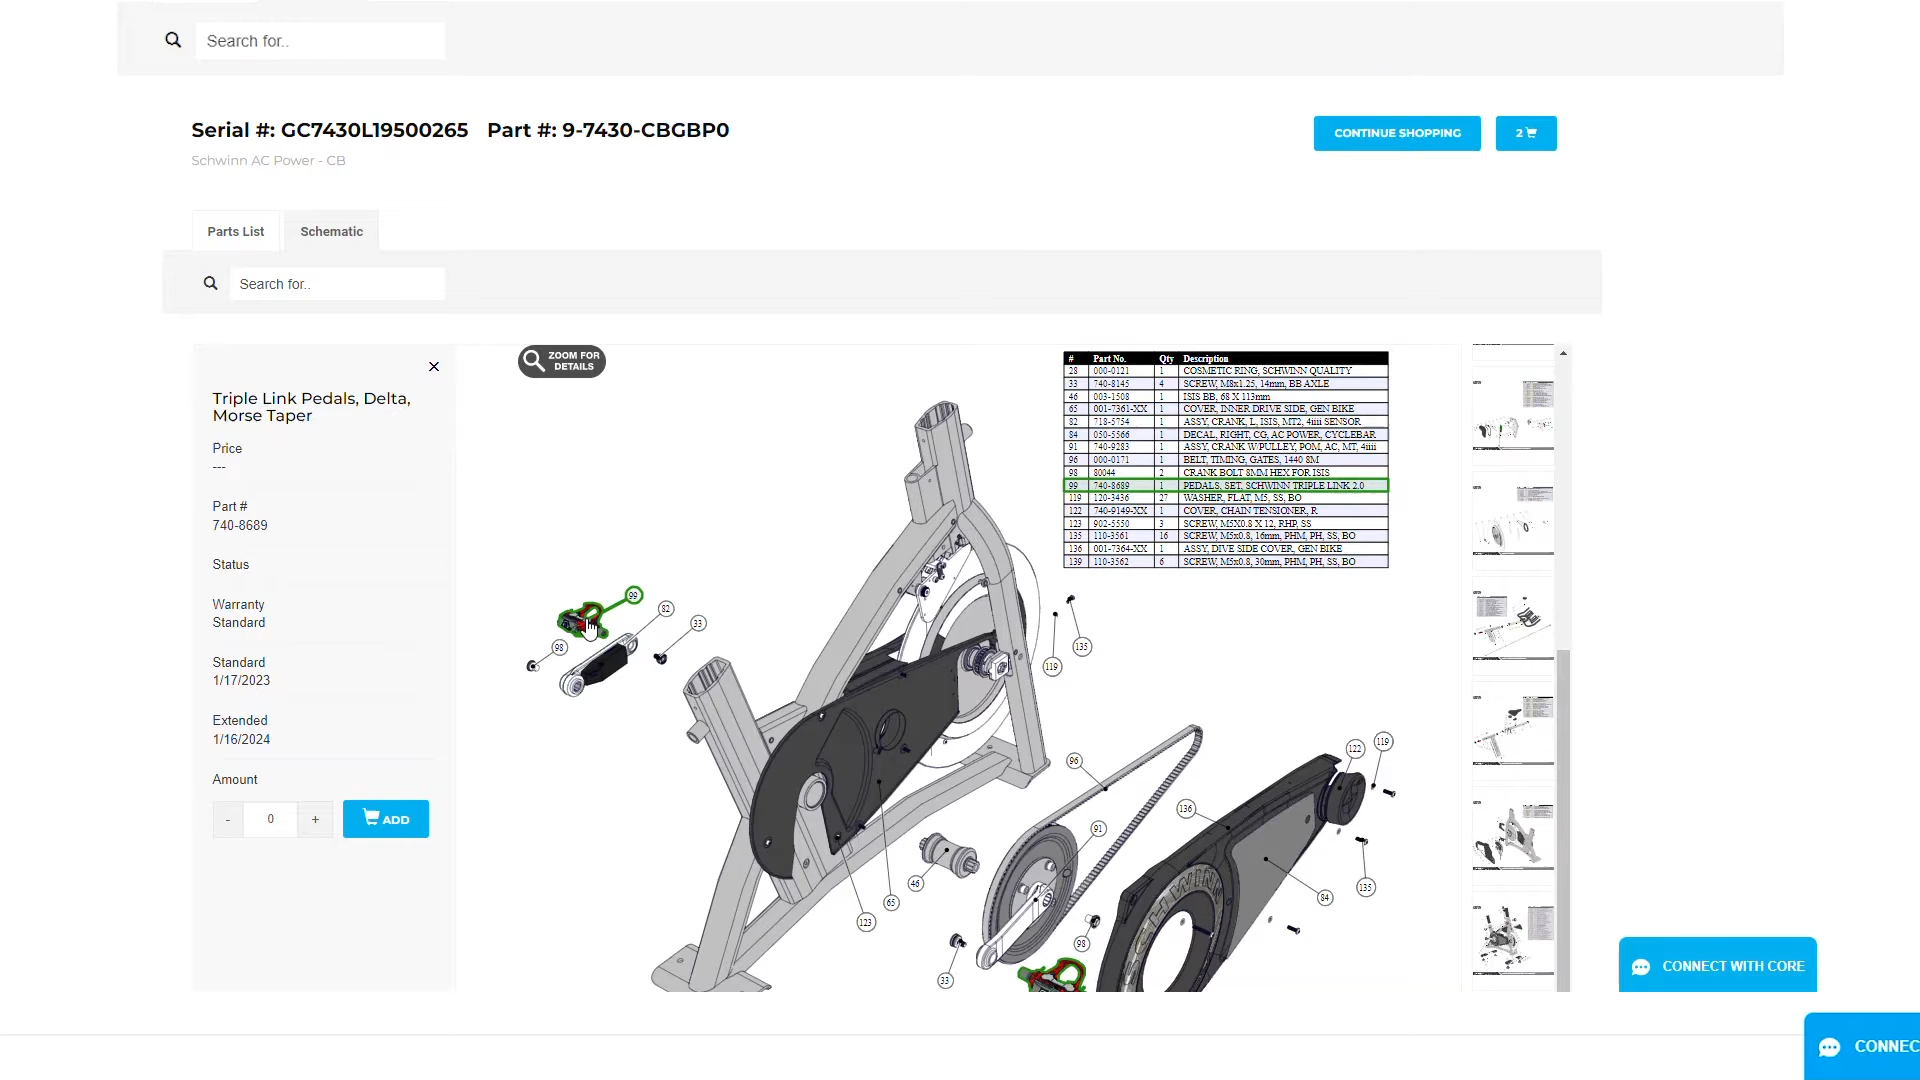 Search for..
Serial #: GC7430L19500265 Part #: 9-7430-CBGBP0
CONTINUE SHOPPING
2
Schwinn AC Power - CB
Parts List
Schematic
Search for..
Triple Link Pedals, Delta,
Morse Taper
Price
---
Part #
740-8689
Status
Warranty
Standard
Standard
1/17/2023
Extended
1/16/2024
Amount
- 0 +
ADD
ZOOM FOR
DETAILS
# Part No. Qty Description
28 000-0121 1 COSMETIC RING, SCHWINN QUALITY
33 740-8145 4 SCREW, M8x1.25, 14mm, BB AXLE
46 003-1508 1 ISIS BB, 68 X 113mm
65 001-7361-XX 1 COVER, INNER DRIVE SIDE, GEN BIKE
82 718-5754 1 ASSY, CRANK, L, ISIS, MT2, 4iiii SENSOR
84 050-5566 1 DECAL, RIGHT, CG, AC POWER, CYCLEBAR
91 740-9283 1 ASSY, CRANK W/PULLEY, POM, AC, MT, 4iiii
96 000-0171 1 BELT, TIMING, GATES, 1440 8M
98 80044 2 CRANK BOLT 8MM HEX FOR ISIS
99 740-8689 1 PEDALS, SET, SCHWINN TRIPLE LINK 2.0
119 120-3436 27 WASHER, FLAT, M5, SS, BO
122 740-9149-XX 1 COVER, CHAIN TENSIONER, R
123 902-5550 3 SCREW, M5X0.8 X 12, RHP, SS
135 110-3561 16 SCREW, M5x0.8, 16mm, PHM, PH, SS, BO
136 001-7364-XX 1 ASSY, DIVE SIDE COVER, GEN BIKE
139 110-3562 6 SCREW, M5x0.8, 30mm, PHM, PH, SS, BO
99
82
33
98
135
119
96
122
119
136
91
46
65
123
84
135
98
33
SCHWINN
CONNECT WITH CORE
CONNEC